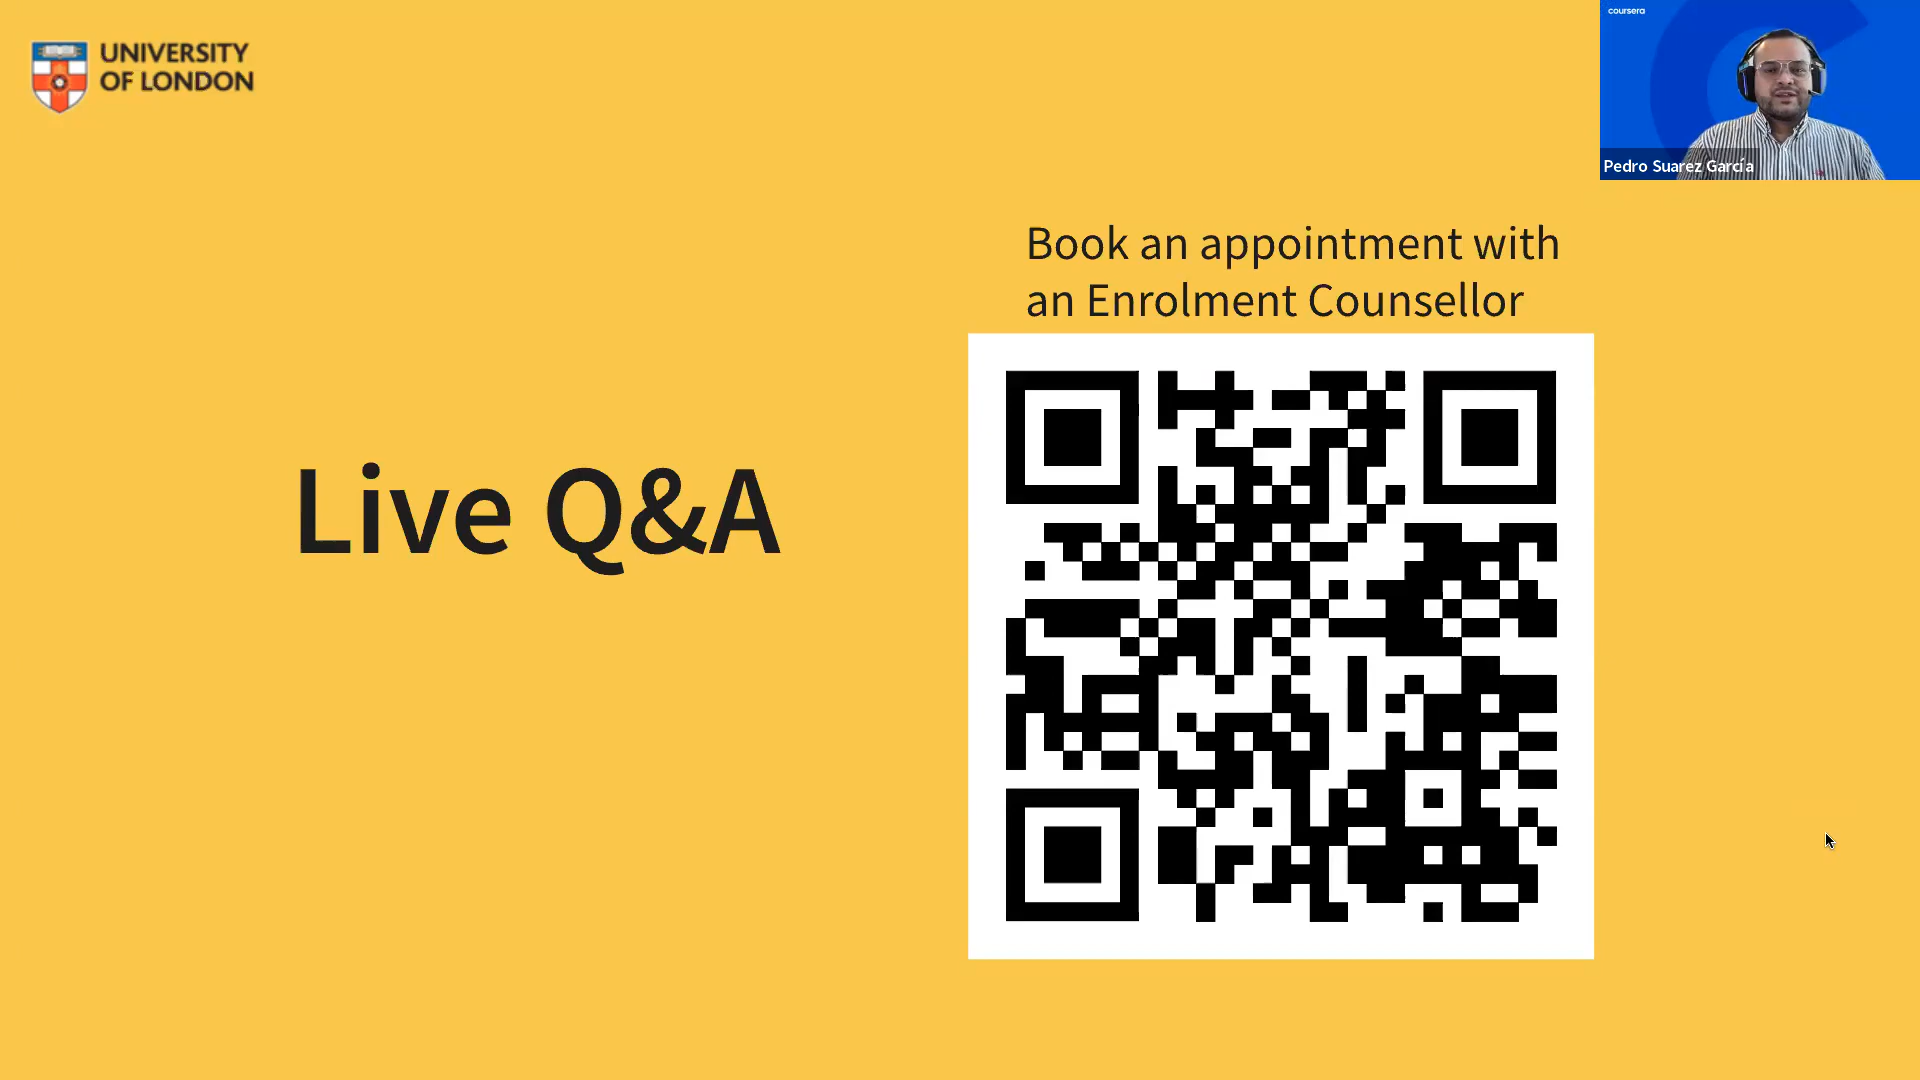 UNIVERSITY
OF LONDON
coursera
Pedro Suarez García
Book an appointment with
an Enrolment Counsellor
Live Q&A